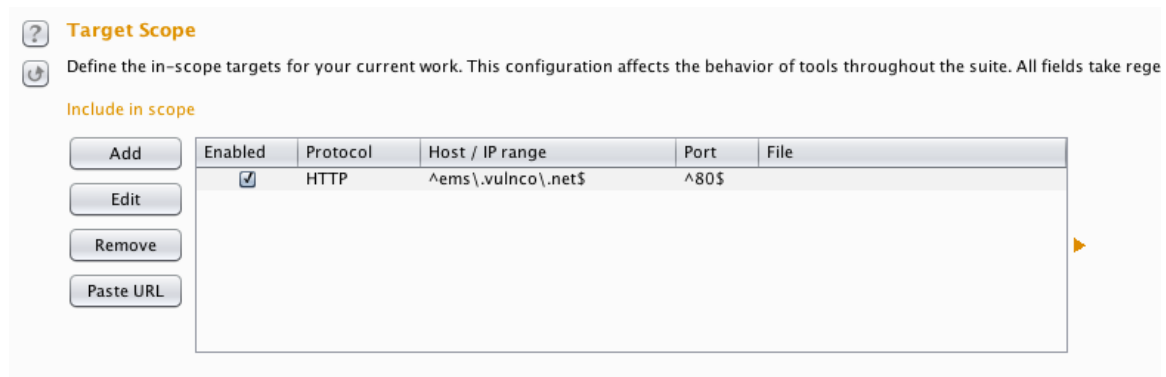 ?
Target Scope
Define the in-scope targets for your current work. This configuration affects the behavior of tools throughout the suite. All fields take rege
Include in scope
Add
Edit
Remove
Paste URL
Enabled Protocol Host / IP range Port File
HTTP ^ems\.vulnco\.net$ ^80$